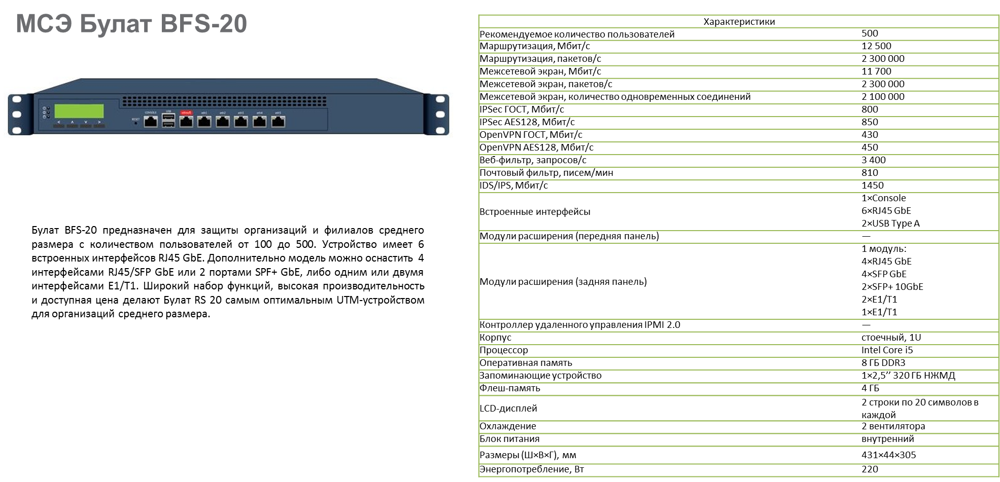 МСЭ Булат BFS-20
RESET
CONSOLE
USB
eth1
eth2
eth3
eth4
eth5
Булат BFS-20 предназначен для защиты организаций и филиалов среднего
размера с количеством пользователей от 100 до 500. Устройство имеет 6
встроенных интерфейсов RJ45 GbE. Дополнительно модель можно оснастить 4
интерфейсами RJ45/SFP GbE или 2 портами SPF+ GbE, либо одним или двумя
интерфейсами E1/T1. Широкий набор функций, высокая производительность
и доступная цена делают Булат RS 20 самым оптимальным UTM-устройством
для организаций среднего размера.
Характеристики
Рекомендуемое количество пользователей 500
Маршрутизация, Мбит/с 12 500
Маршрутизация, пакетов/с 2 300 000
Межсетевой экран, Мбит/с 11 700
Межсетевой экран, пакетов/с 2 300 000
Межсетевой экран, количество одновременных соединений 2 100 000
IPSec ГОСТ, Мбит/с 800
IPSec AES128, Мбит/с 850
OpenVPN ГОСТ, Мбит/с 430
OpenVPN AES128, Мбит/с 450
Веб-фильтр, запросов/с 3 400
Почтовый фильтр, писем/мин 810
IDS/IPS, Мбит/с 1450
Встроенные интерфейсы
1×Console
6×RJ45 GbE
2×USB Type A
Модули расширения (передняя панель) —
Модули расширения (задняя панель)
1 модуль:
4×RJ45 GbE
4×SFP GbE
2×SFP+ 10GbE
2×E1/T1
1×E1/T1
Контроллер удаленного управления IPMI 2.0 —
Корпус стоечный, 1U
Процессор Intel Core i5
Оперативная память 8 ГБ DDR3
Запоминающие устройство 1×2,5’’ 320 ГБ НЖМД
Флеш-память 4 ГБ
LCD-дисплей
2 строки по 20 символов в
каждой
Охлаждение 2 вентилятора
Блок питания внутренний
Размеры (Ш×В×Г), мм 431×44×305
Энергопотребление, Вт 220